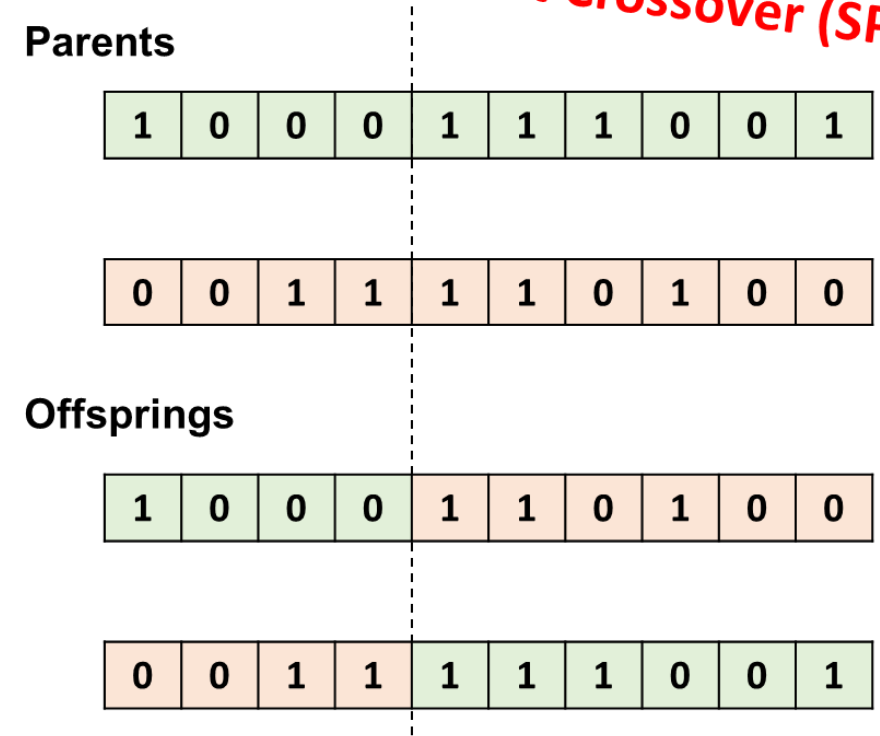 Crossover (SP
Parents
1 0 0 0 1 1 1 0 0 1
0 0 1 1 1 1 0 1 0 0
Offsprings
1 0 0 0 1 1 0 1 0 0
0 0 1 1 1 1 1 0 0 1